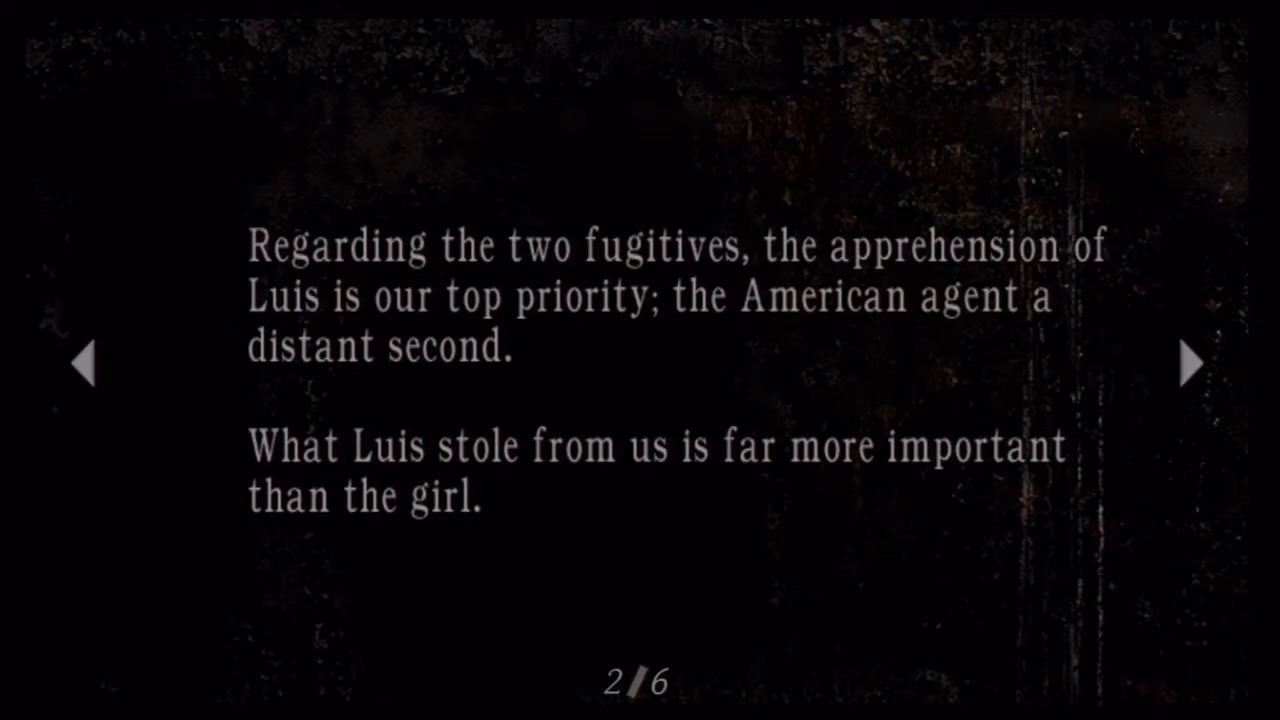 Regarding the two fugitives, the apprehension of
Luis is our top priority; the American agent a
distant second.
What Luis stole from us is far more important
than the girl.
2/6